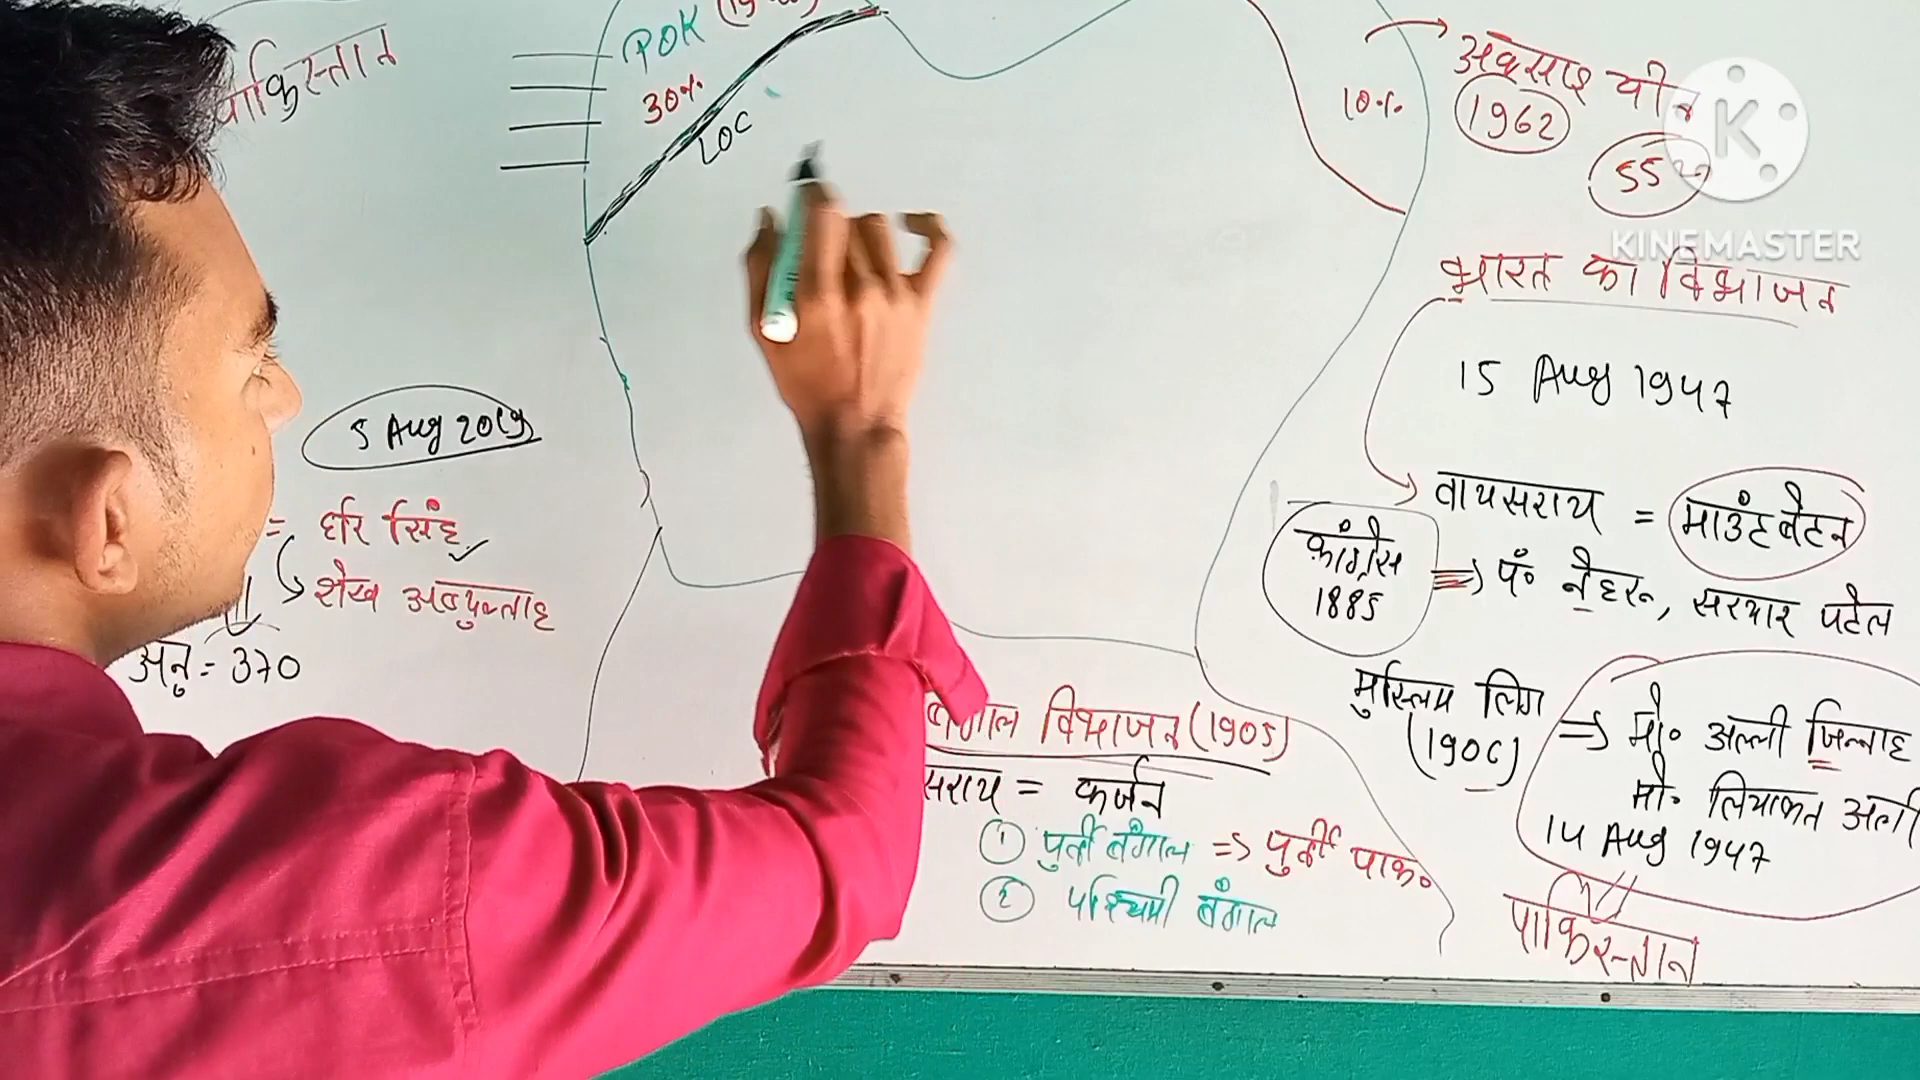 पाकिस्तान
POK
30%
LOC
10%
अक्साइ चीन
1962
55
K
KINEMASTER
भारत का विभाजन
15 Aug 1947
5 Aug 2019
वायसराय = माउंटबेटन
= हरि सिंह
शेख अबदुल्लाह
अनु = 370
कांग्रेस
1885
पं० नेहरू, सरदार पटेल
मुस्लिम लिग
(1906)
मो० अल्ली जिन्नाह
मो० लियाकत अली
14 Aug 1947
पाकिस्तान
बंगाल विभाजन (1905)
सराय = कर्जन
① पुर्वी बंगाल => पुर्वी पाक०
② पश्चिमी बंगाल